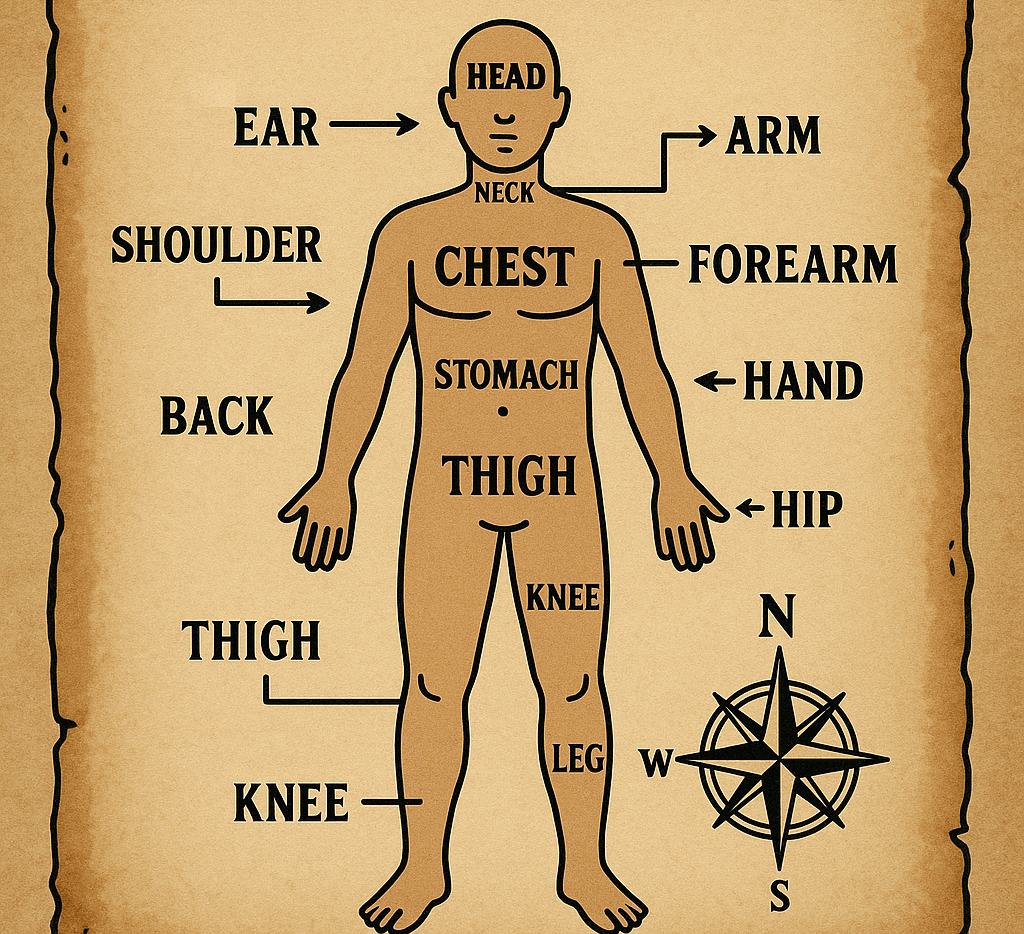 HEAD
EAR
ARM
NECK
SHOULDER
CHEST
FOREARM
STOMACH
HAND
BACK
THIGH
HIP
KNEE
N
THIGH
LEG
W
KNEE
S